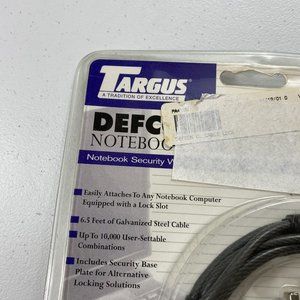 TARGUS
A TRADITION OF EXCELLENCE
DEFC
NOTEBOO
Notebook Security W
Easily Attaches To Any Notebook Computer
Equipped with a Lock Slot
6.5 Feet of Galvanized Steel Cable
Up To 10,000 User-Settable
Combinations
Includes Security Base
Plate for Alternative
Locking Solutions